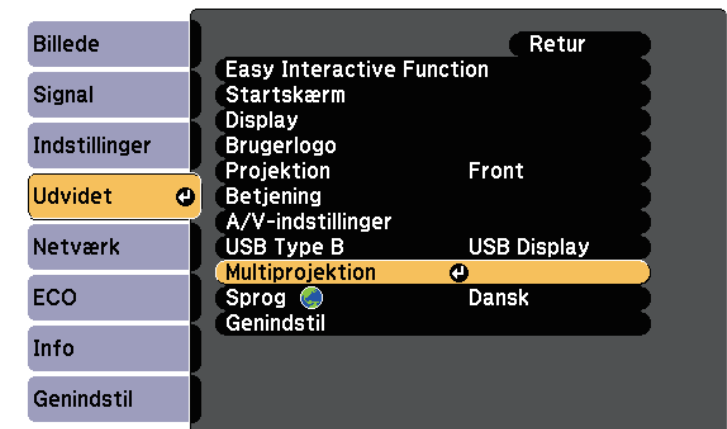 Billede
Signal
Indstillinger
Udvidet
Netværk
ECO
Info
Genindstil
Retur
Easy Interactive Function
Startskærm
Display
Brugerlogo
Projektion Front
Betjening
A/V-indstillinger
USB Type B USB Display
Multiprojektion
Sprog Dansk
Genindstil